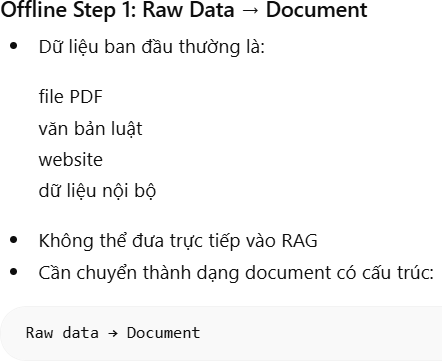 Offline Step 1: Raw Data → Document
• Dữ liệu ban đầu thường là:
file PDF
văn bản luật
website
dữ liệu nội bộ
• Không thể đưa trực tiếp vào RAG
• Cần chuyển thành dạng document có cấu trúc:
Raw data → Document